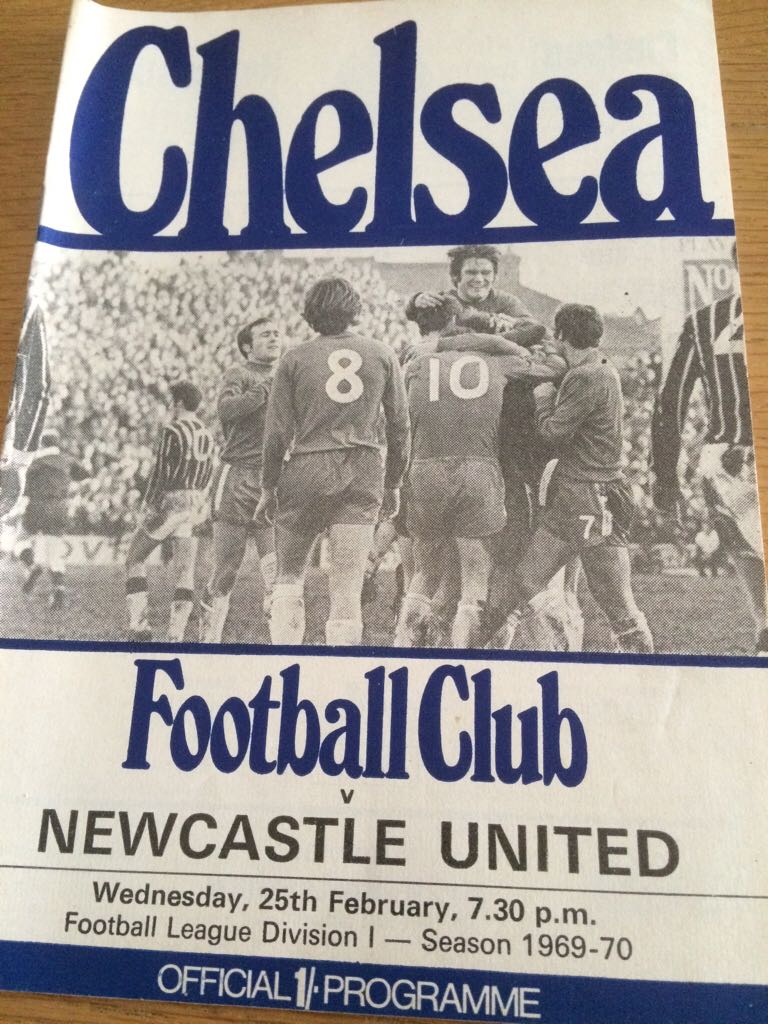 Chelsea
NO
8
10
7
Football Club
v
NEWCASTLE UNITED
Wednesday, 25th February, 7.30 p.m.
Football League Division I — Season 1969-70
OFFICIAL 1/- PROGRAMME